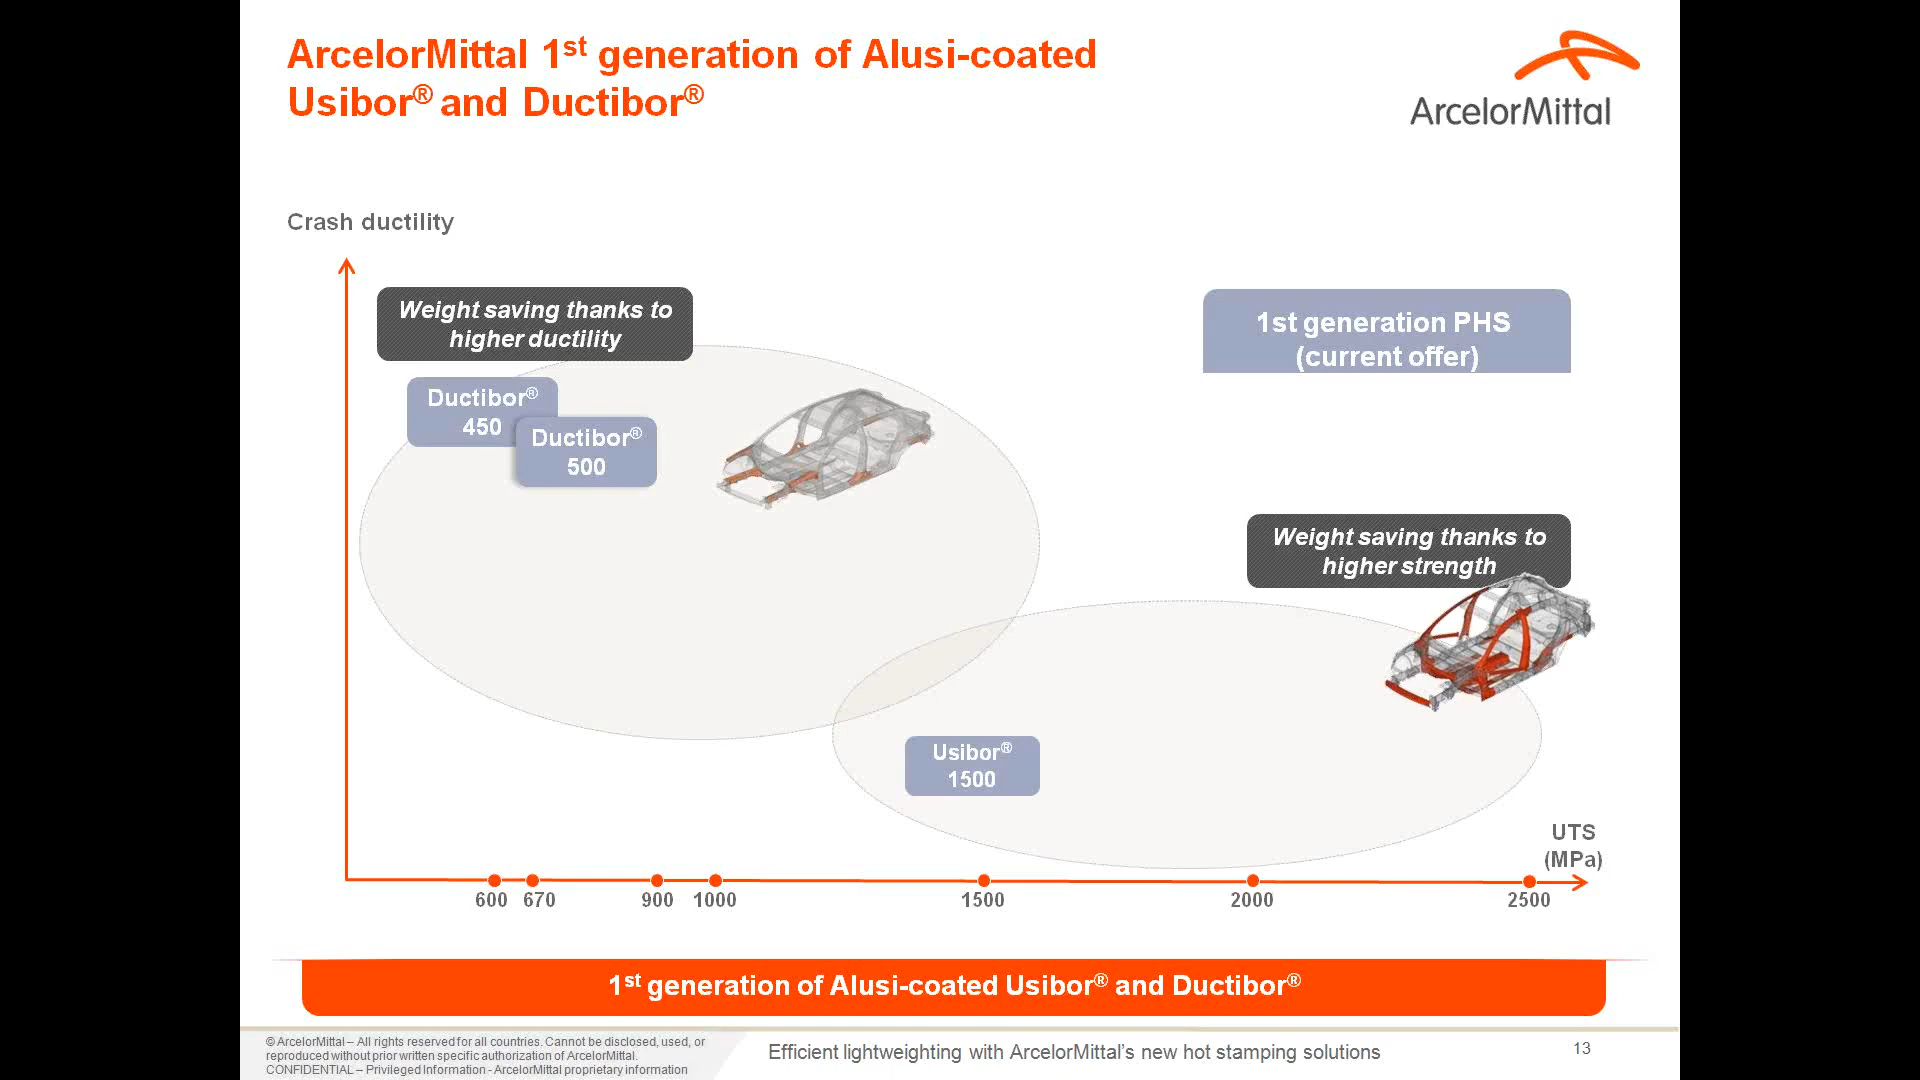 ArcelorMittal 1st generation of Alusi-coated
Usibor® and Ductibor®
ArcelorMittal
Crash ductility
Weight saving thanks to
higher ductility
1st generation PHS
(current offer)
Ductibor®
450
Ductibor®
500
Weight saving thanks to
higher strength
Usibor®
1500
UTS
(MPa)
600 670 900 1000 1500 2000 2500
1st generation of Alusi-coated Usibor® and Ductibor®
© ArcelorMittal – All rights reserved for all countries. Cannot be disclosed, used, or
reproduced without prior written specific authorization of ArcelorMittal.
CONFIDENTIAL – Privileged Information - ArcelorMittal proprietary information
Efficient lightweighting with ArcelorMittal's new hot stamping solutions
13